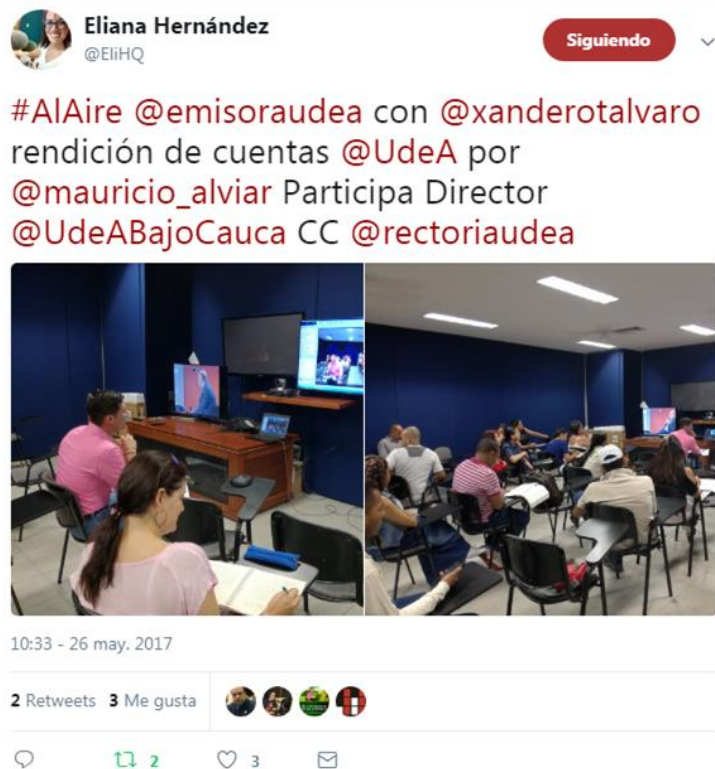 Eliana Hernández
@EliHQ
Siguiendo
#AlAire @emisoraudea con @xanderotalvaro
rendición de cuentas @UdeA por
@mauricio_alviar Participa Director
@UdeABajoCauca CC @rectoriaudea
10:33 - 26 may. 2017
2 Retweets 3 Me gusta
2 3